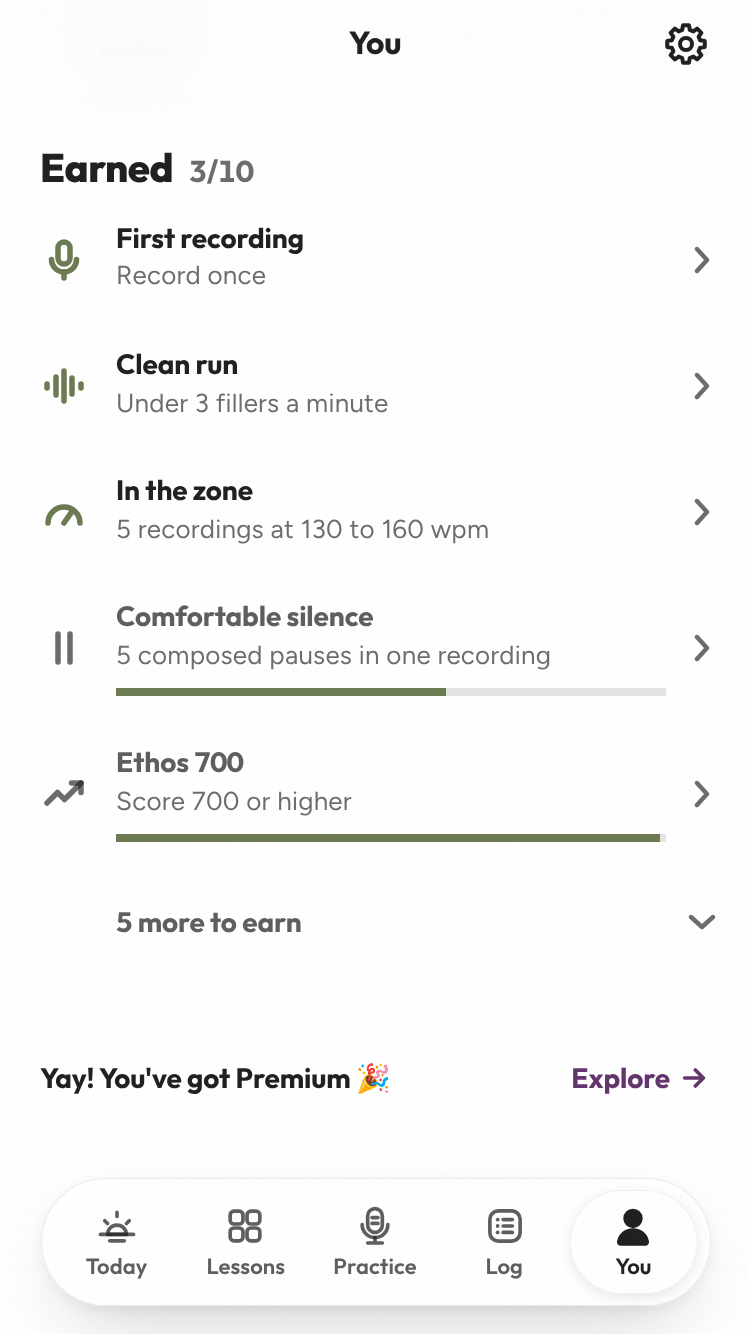 You
Earned 3/10
First recording
Record once
Clean run
Under 3 fillers a minute
In the zone
5 recordings at 130 to 160 wpm
Comfortable silence
5 composed pauses in one recording
Ethos 700
Score 700 or higher
5 more to earn
Yay! You've got Premium 🎉 Explore →
Today Lessons Practice Log You